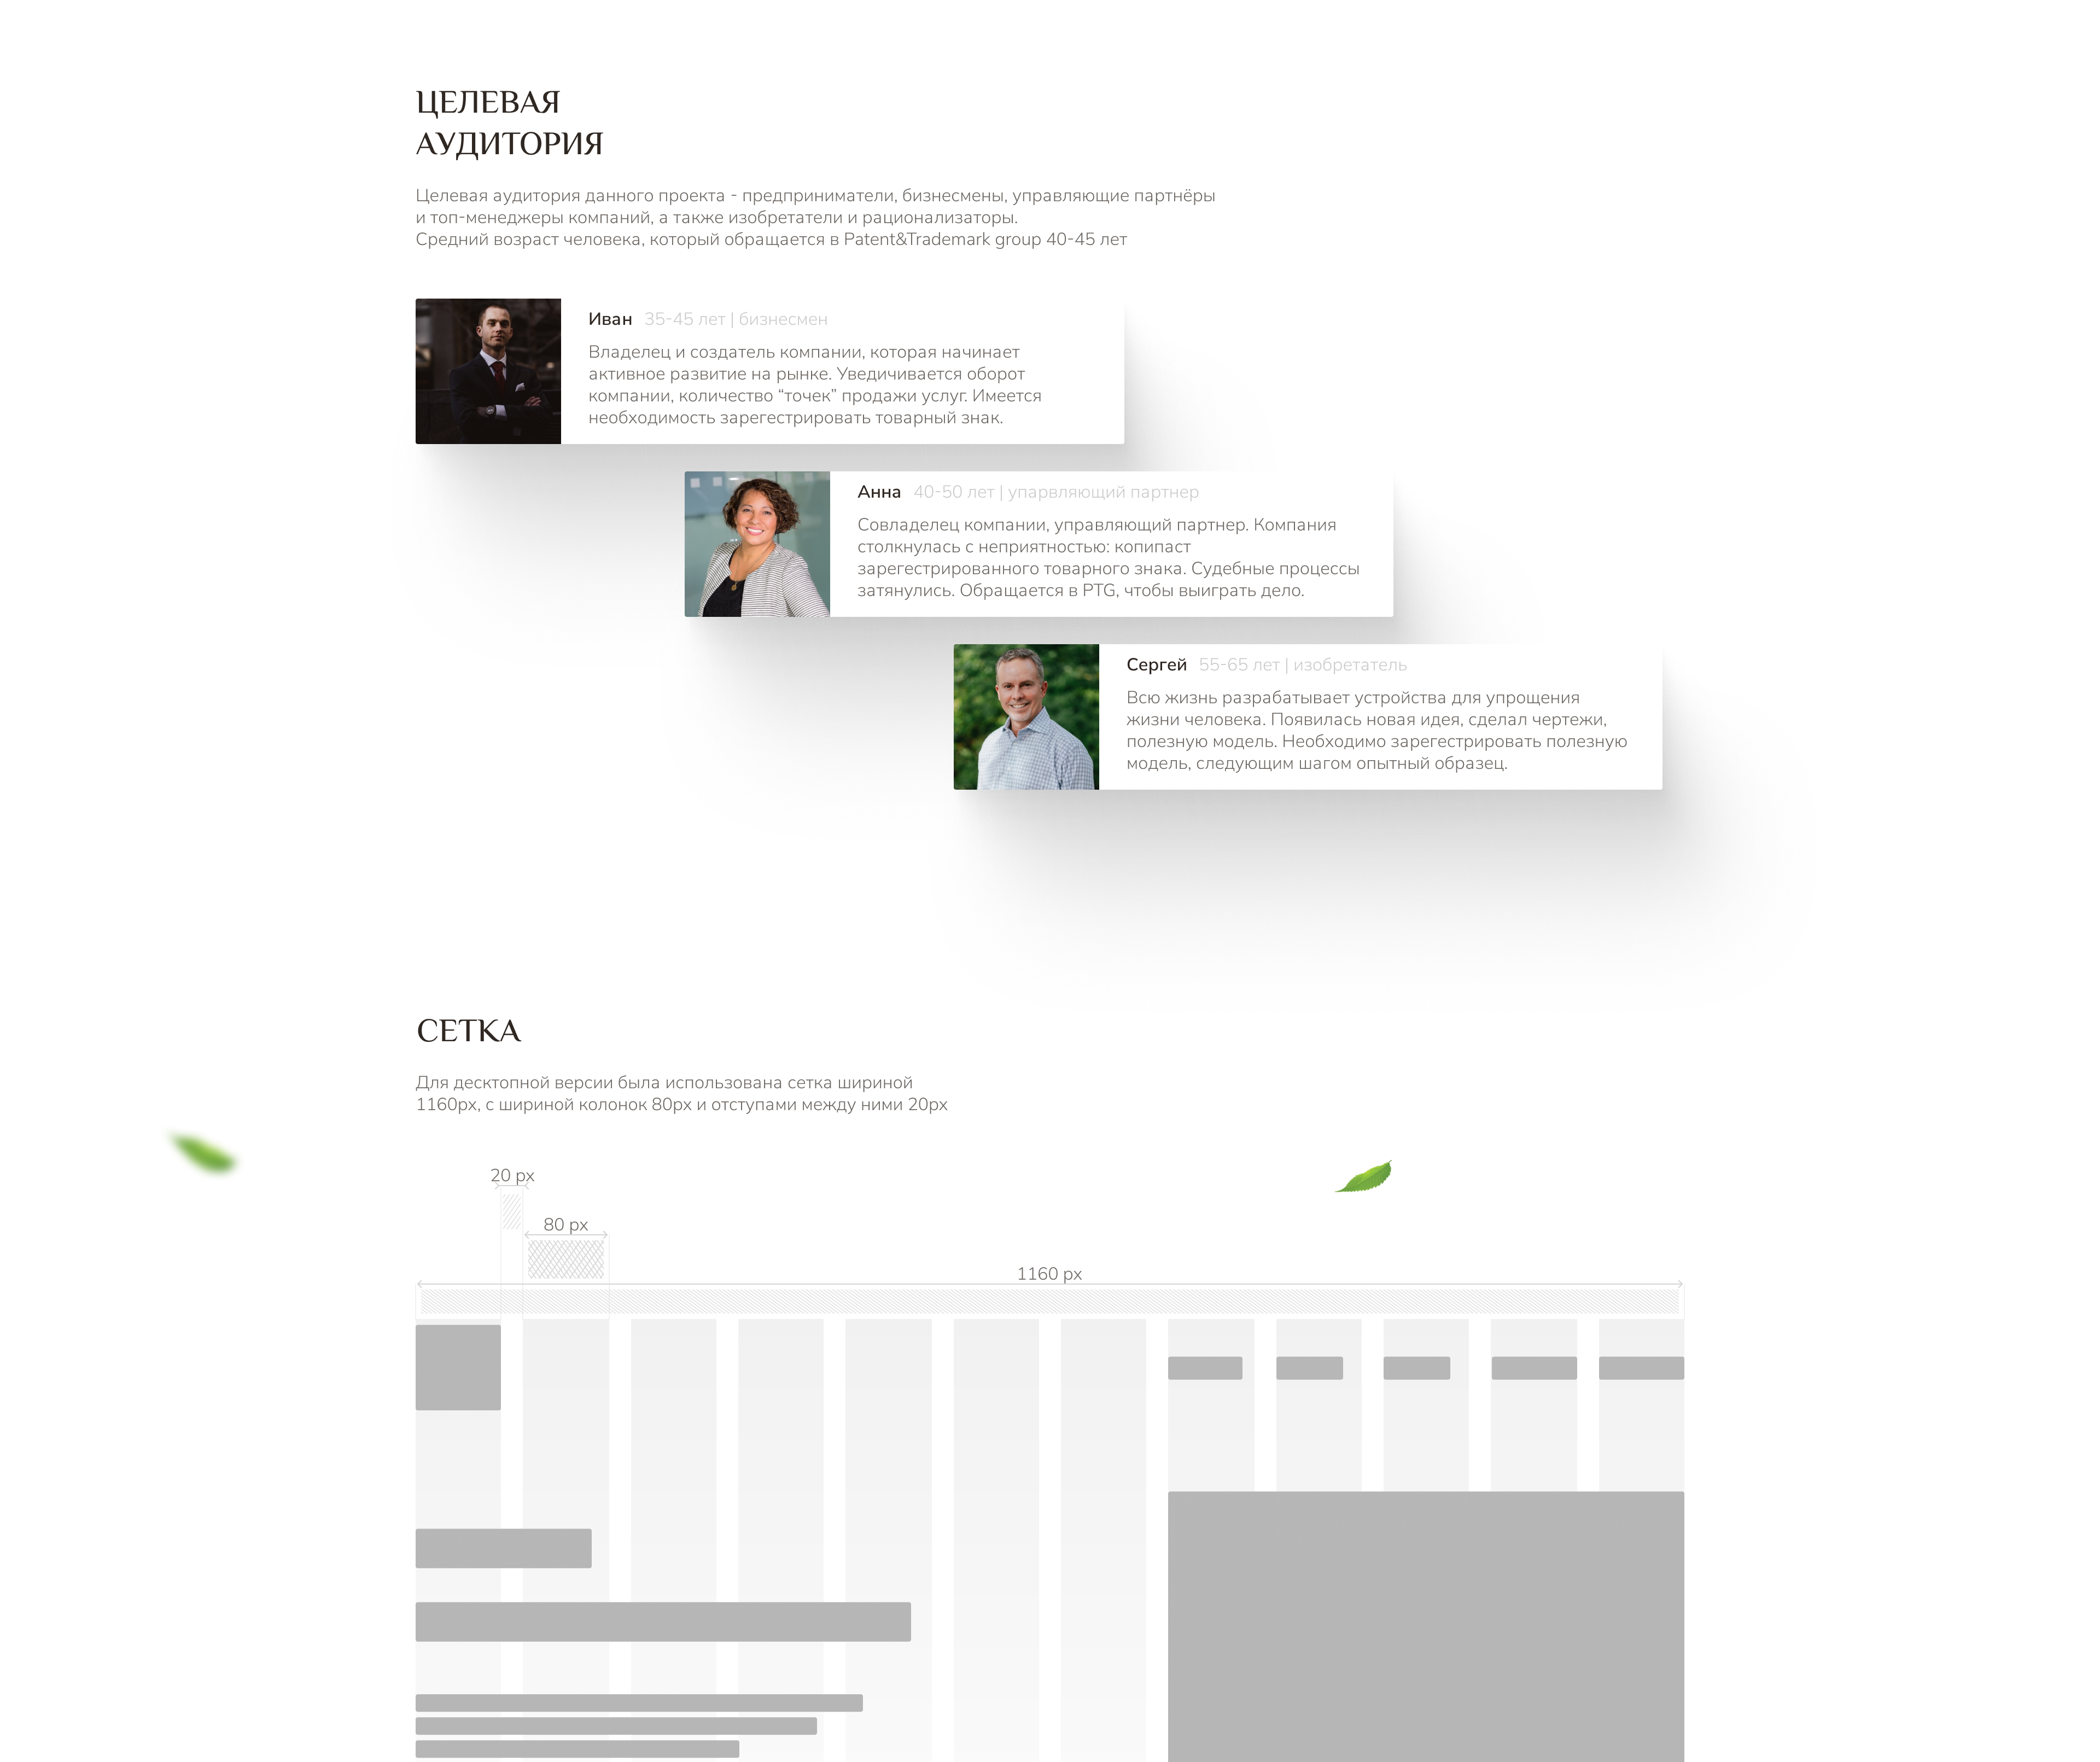 ЦЕЛЕВАЯ
АУДИТОРИЯ
Целевая аудитория данного проекта - предприниматели, бизнесмены, управляющие партнёры
и топ-менеджеры компаний, а также изобретатели и рационализаторы.
Средний возраст человека, который обращается в Patent&Trademark group 40-45 лет
Иван 35-45 лет | бизнесмен
Владелец и создатель компании, которая начинает
активное развитие на рынке. Уведичивается оборот
компании, количество “точек” продажи услуг. Имеется
необходимость зарегестрировать товарный знак.
Анна 40-50 лет | упарвляющий партнер
Совладелец компании, управляющий партнер. Компания
столкнулась с неприятностью: копипаст
зарегестрированного товарного знака. Судебные процессы
затянулись. Обращается в PTG, чтобы выиграть дело.
Сергей 55-65 лет | изобретатель
Всю жизнь разрабатывает устройства для упрощения
жизни человека. Появилась новая идея, сделал чертежи,
полезную модель. Необходимо зарегестрировать полезную
модель, следующим шагом опытный образец.
СЕТКА
Для десктопной версии была использована сетка шириной
1160px, с шириной колонок 80px и отступами между ними 20px
20 px
80 px
1160 px